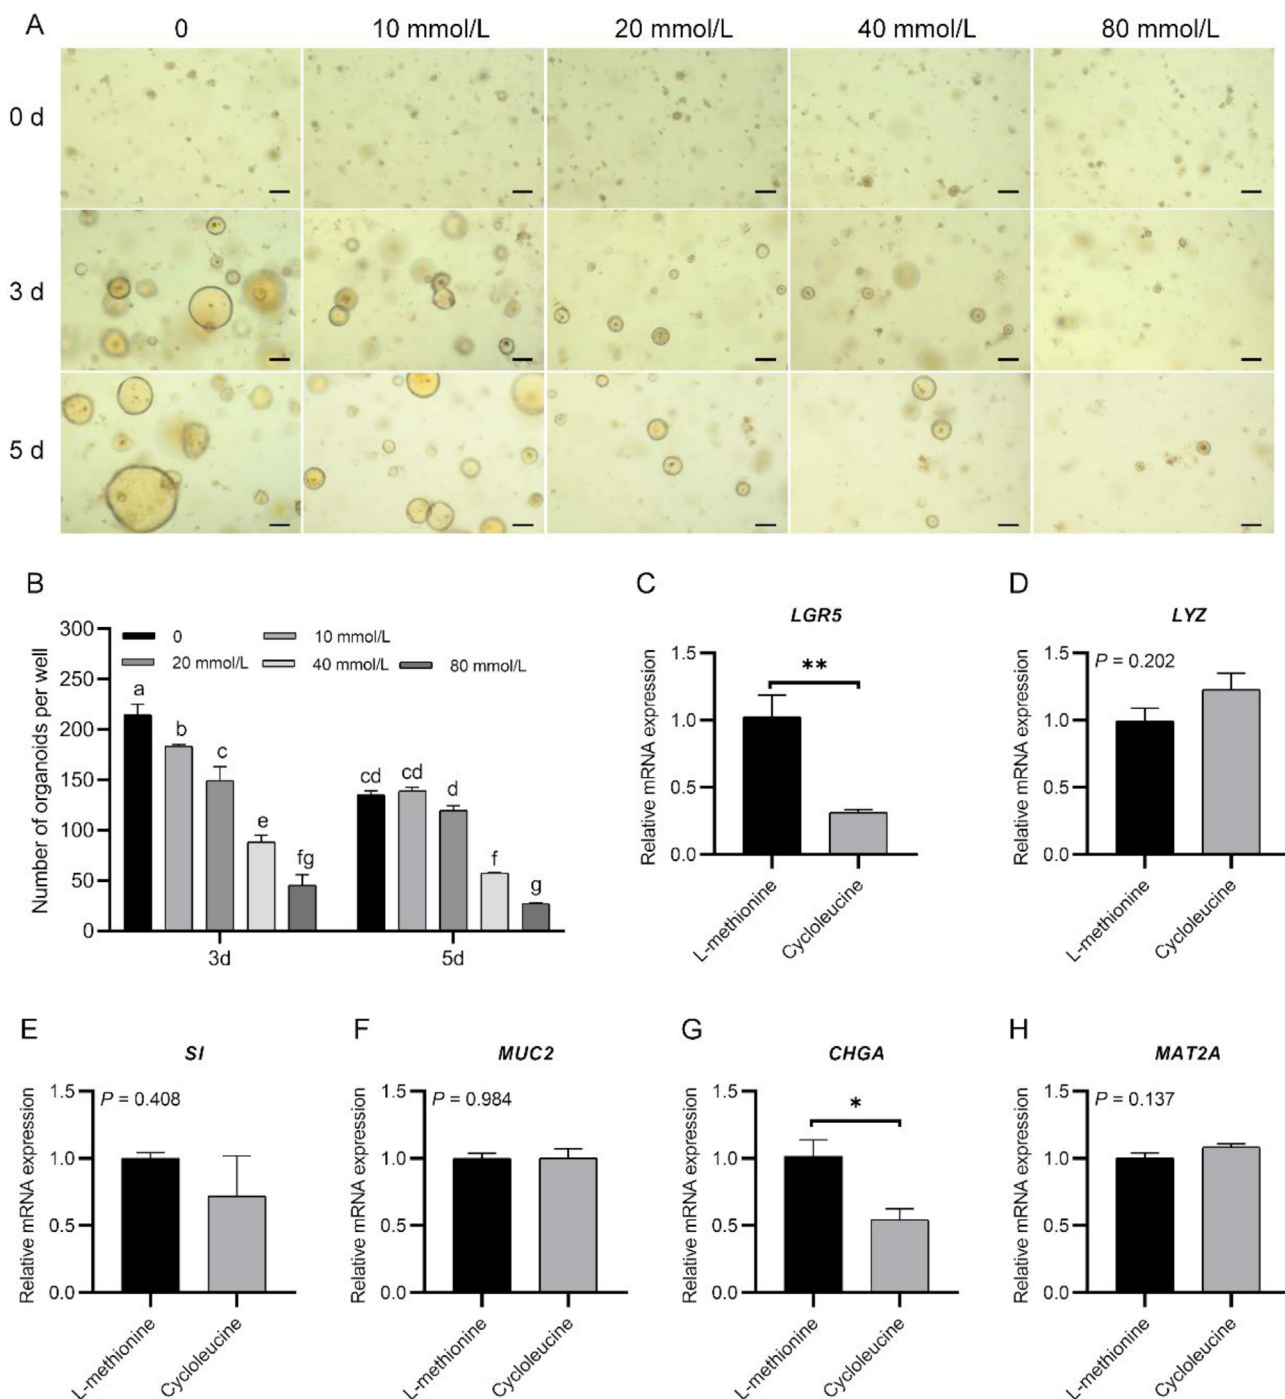 A
0 10 mmol/L 20 mmol/L 40 mmol/L 80 mmol/L
0 d
3 d
5 d
B
Number of organoids per well
300
250
200
150
100
50
0
0 10 mmol/L
20 mmol/L 40 mmol/L 80 mmol/L
a b c e fg cd cd d f g
3d 5d
C
LGR5
Relative mRNA expression
1.5
1.0
0.5
0.0
**
L-methionine
Cycloleucine
D
LYZ
Relative mRNA expression
1.5
1.0
0.5
0.0
P = 0.202
L-methionine
Cycloleucine
E
SI
Relative mRNA expression
1.5
1.0
0.5
0.0
P = 0.408
L-methionine
Cycloleucine
F
MUC2
Relative mRNA expression
1.5
1.0
0.5
0.0
P = 0.984
L-methionine
Cycloleucine
G
CHGA
Relative mRNA expression
1.5
1.0
0.5
0.0
*
L-methionine
Cycloleucine
H
MAT2A
Relative mRNA expression
1.5
1.0
0.5
0.0
P = 0.137
L-methionine
Cycloleucine